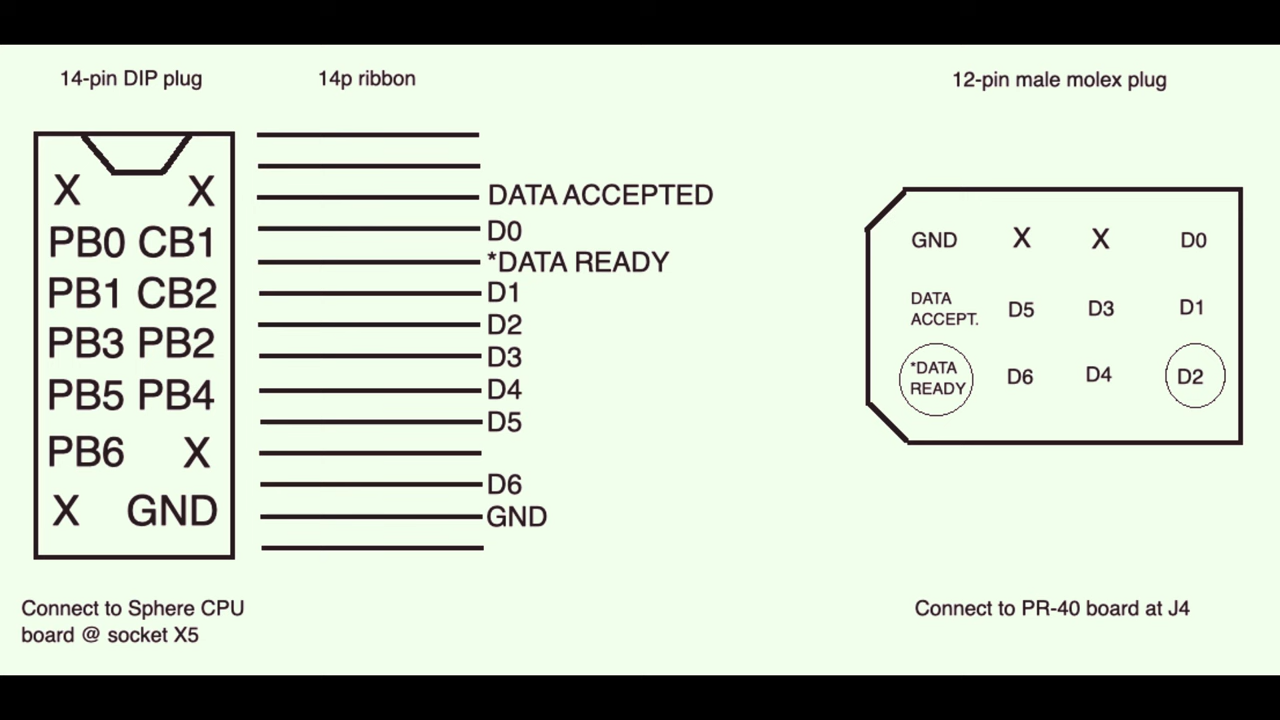 14-pin DIP plug
14p ribbon
12-pin male molex plug
X X
PB0 CB1
PB1 CB2
PB3 PB2
PB5 PB4
PB6 X
X GND
DATA ACCEPTED
D0
*DATA READY
D1
D2
D3
D4
D5
D6
GND
GND X X D0
DATA
ACCEPT.
D5 D3 D1
*DATA
READY
D6 D4 D2
Connect to Sphere CPU
board @ socket X5
Connect to PR-40 board at J4